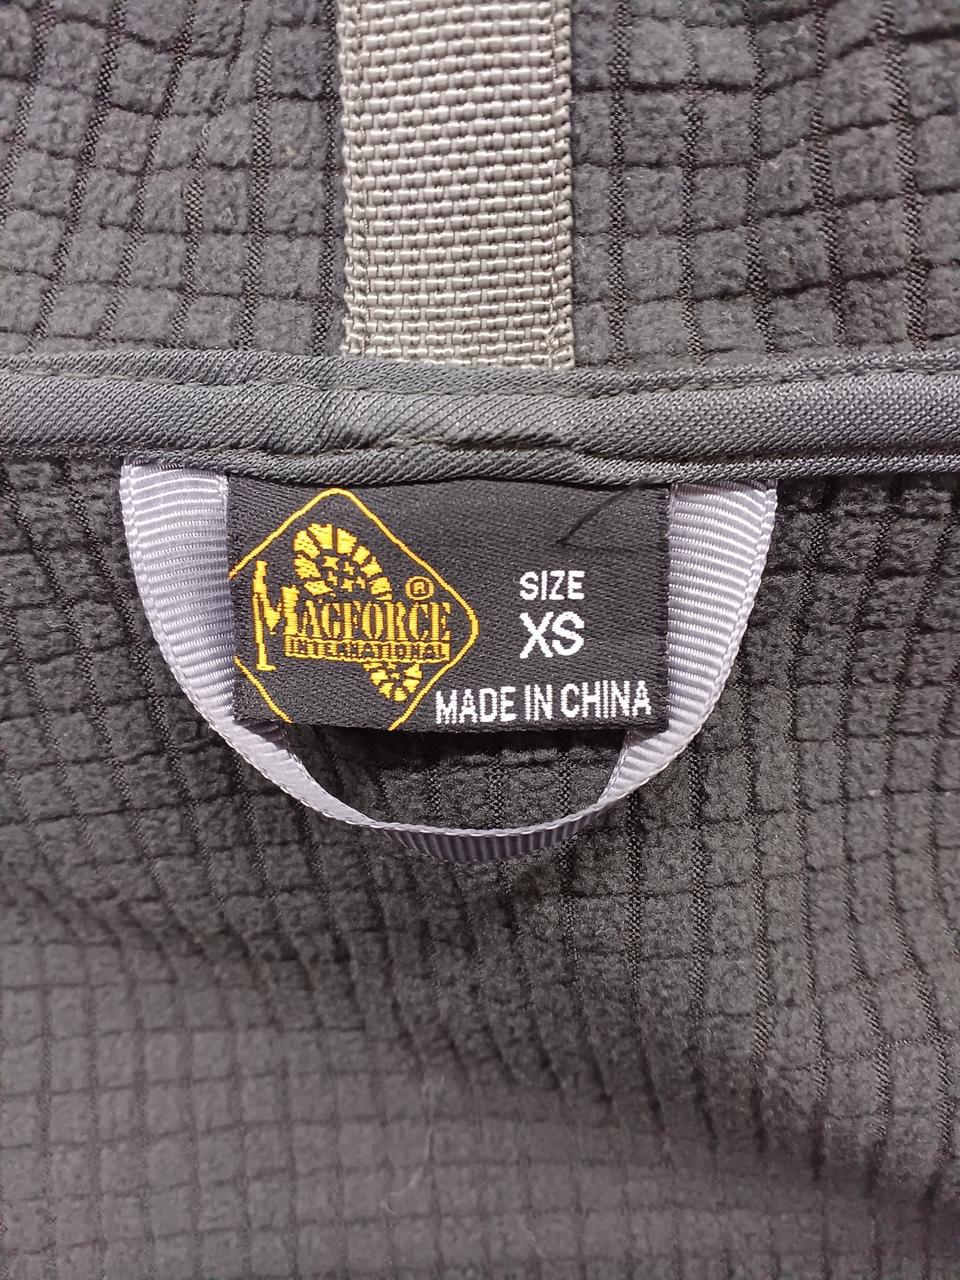 MAGFORCE®
INTERNATIONAL
SIZE
XS
MADE IN CHINA